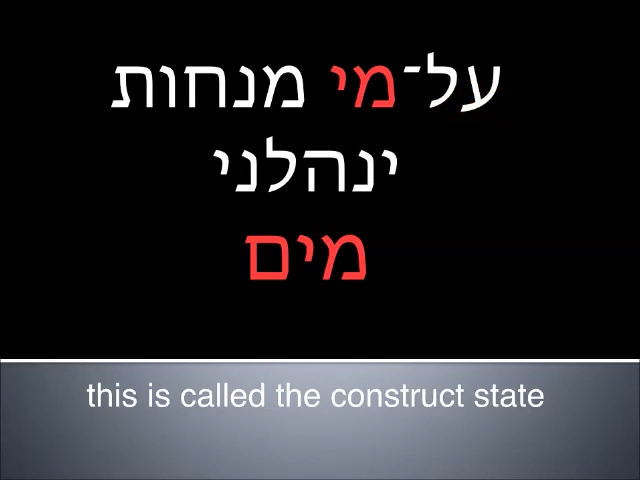 על־מי מנחות
ינהלני
מים
this is called the construct state